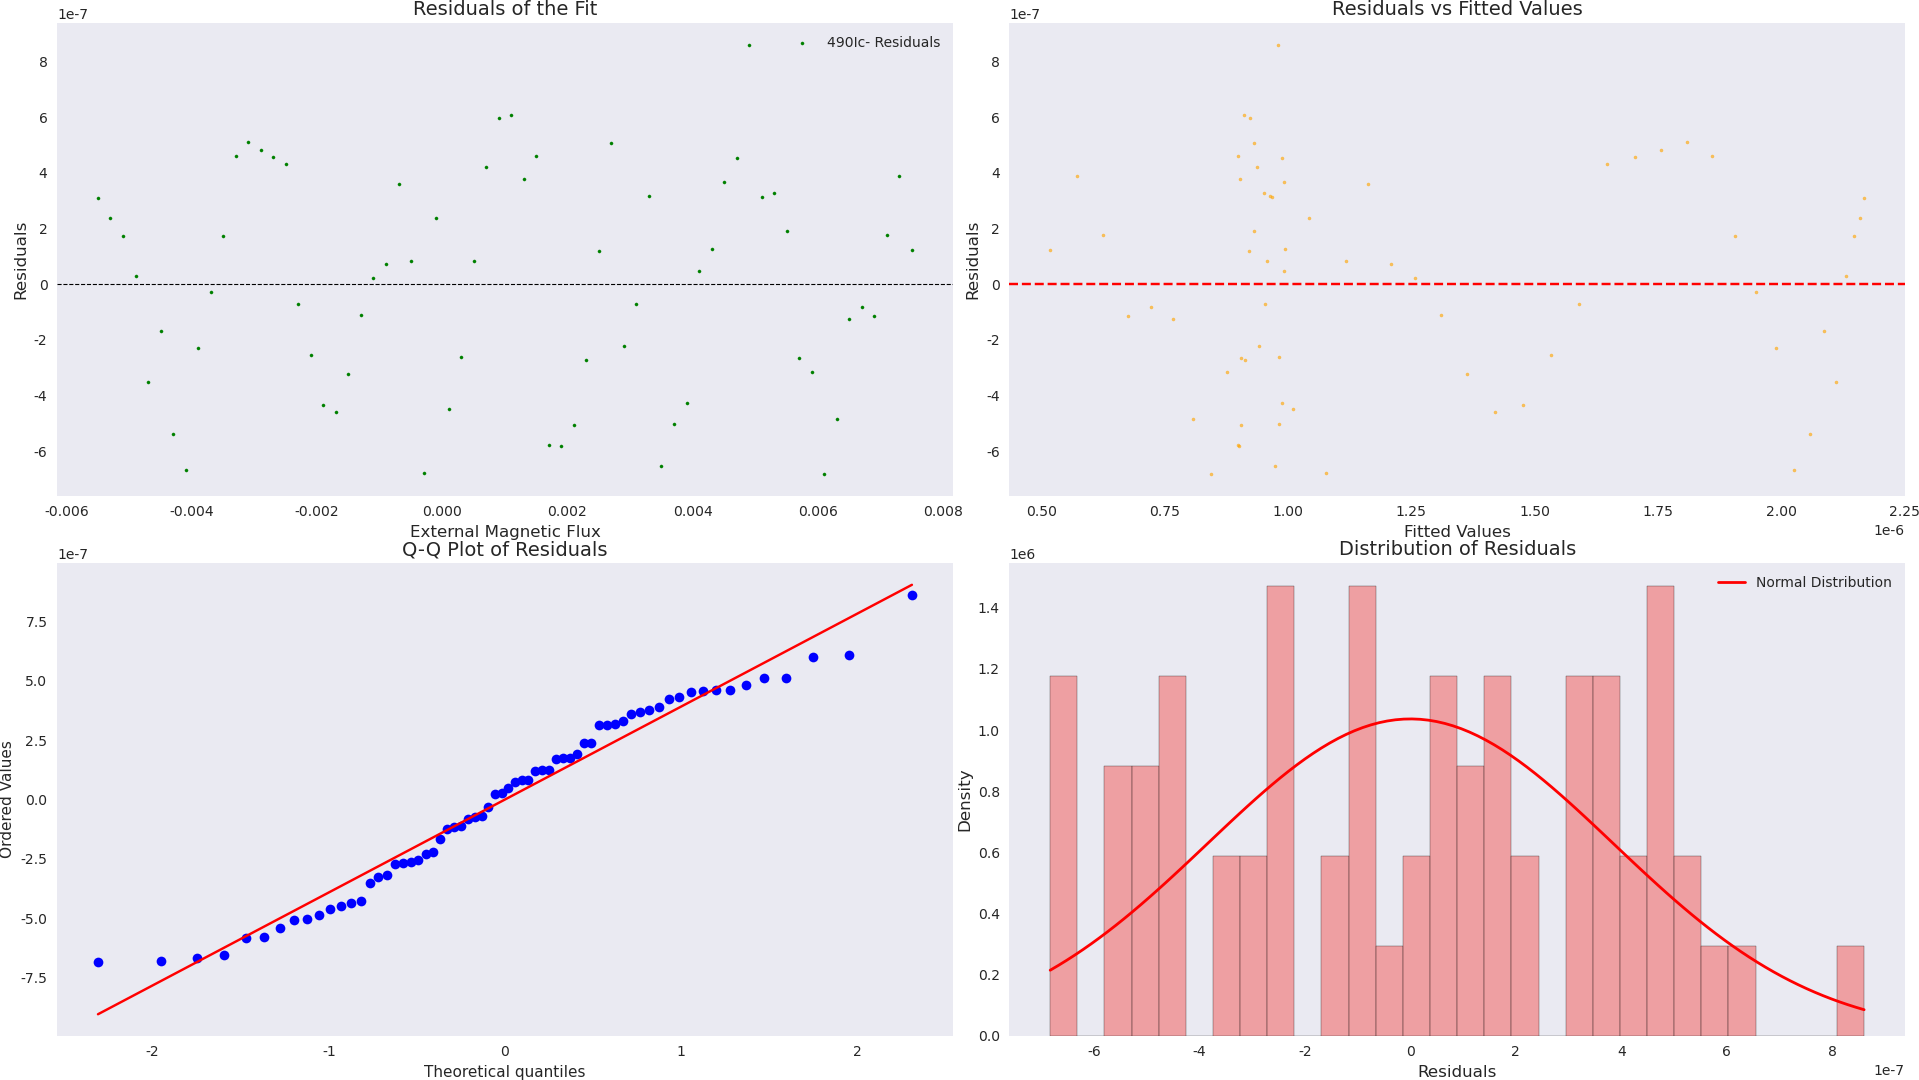 Residuals of the Fit
1e-7
490Ic- Residuals
8
6
4
2
0
-2
-4
-6
Residuals
-0.006 -0.004 -0.002 0.000 0.002 0.004 0.006 0.008
External Magnetic Flux
Residuals vs Fitted Values
1e-7
8
6
4
2
0
-2
-4
-6
Residuals
0.50 0.75 1.00 1.25 1.50 1.75 2.00 2.25
Fitted Values
1e-6
Q-Q Plot of Residuals
1e-7
7.5
5.0
2.5
0.0
-2.5
-5.0
-7.5
Ordered Values
-2 -1 0 1 2
Theoretical quantiles
Distribution of Residuals
1e6
Normal Distribution
1.4
1.2
1.0
0.8
0.6
0.4
0.2
0.0
Density
-6 -4 -2 0 2 4 6 8
Residuals
1e-7